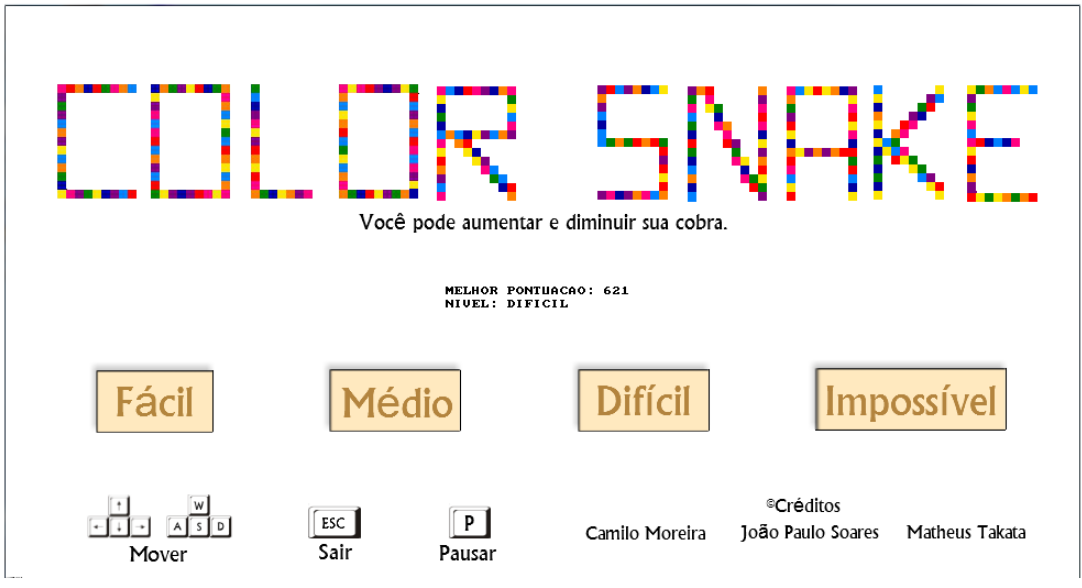 COLOR SNAKE
Você pode aumentar e diminuir sua cobra.
MELHOR PONTUACAO: 621
NIVEL: DIFICIL
Fácil Médio Difícil Impossível
↑ W
← ↓ → A S D
Mover
ESC
Sair
P
Pausar
©Créditos
Camilo Moreira João Paulo Soares Matheus Takata